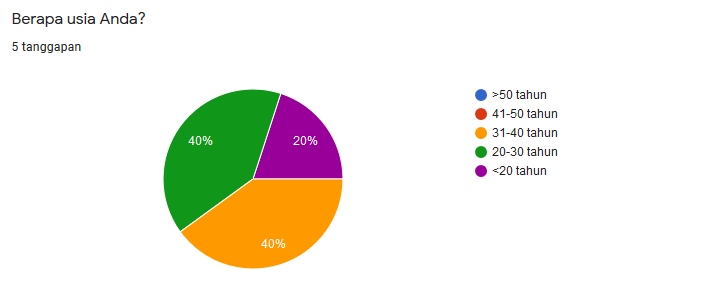 Berapa usia Anda?
5 tanggapan
>50 tahun
41-50 tahun
31-40 tahun
20-30 tahun
<20 tahun
40%
20%
40%